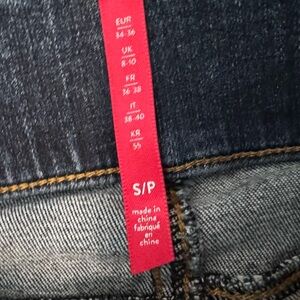 EUR
34-36
UK
8-10
FR
36-38
IT
38-40
KR
55
S/P
made in
china
fabriqué
en
chine